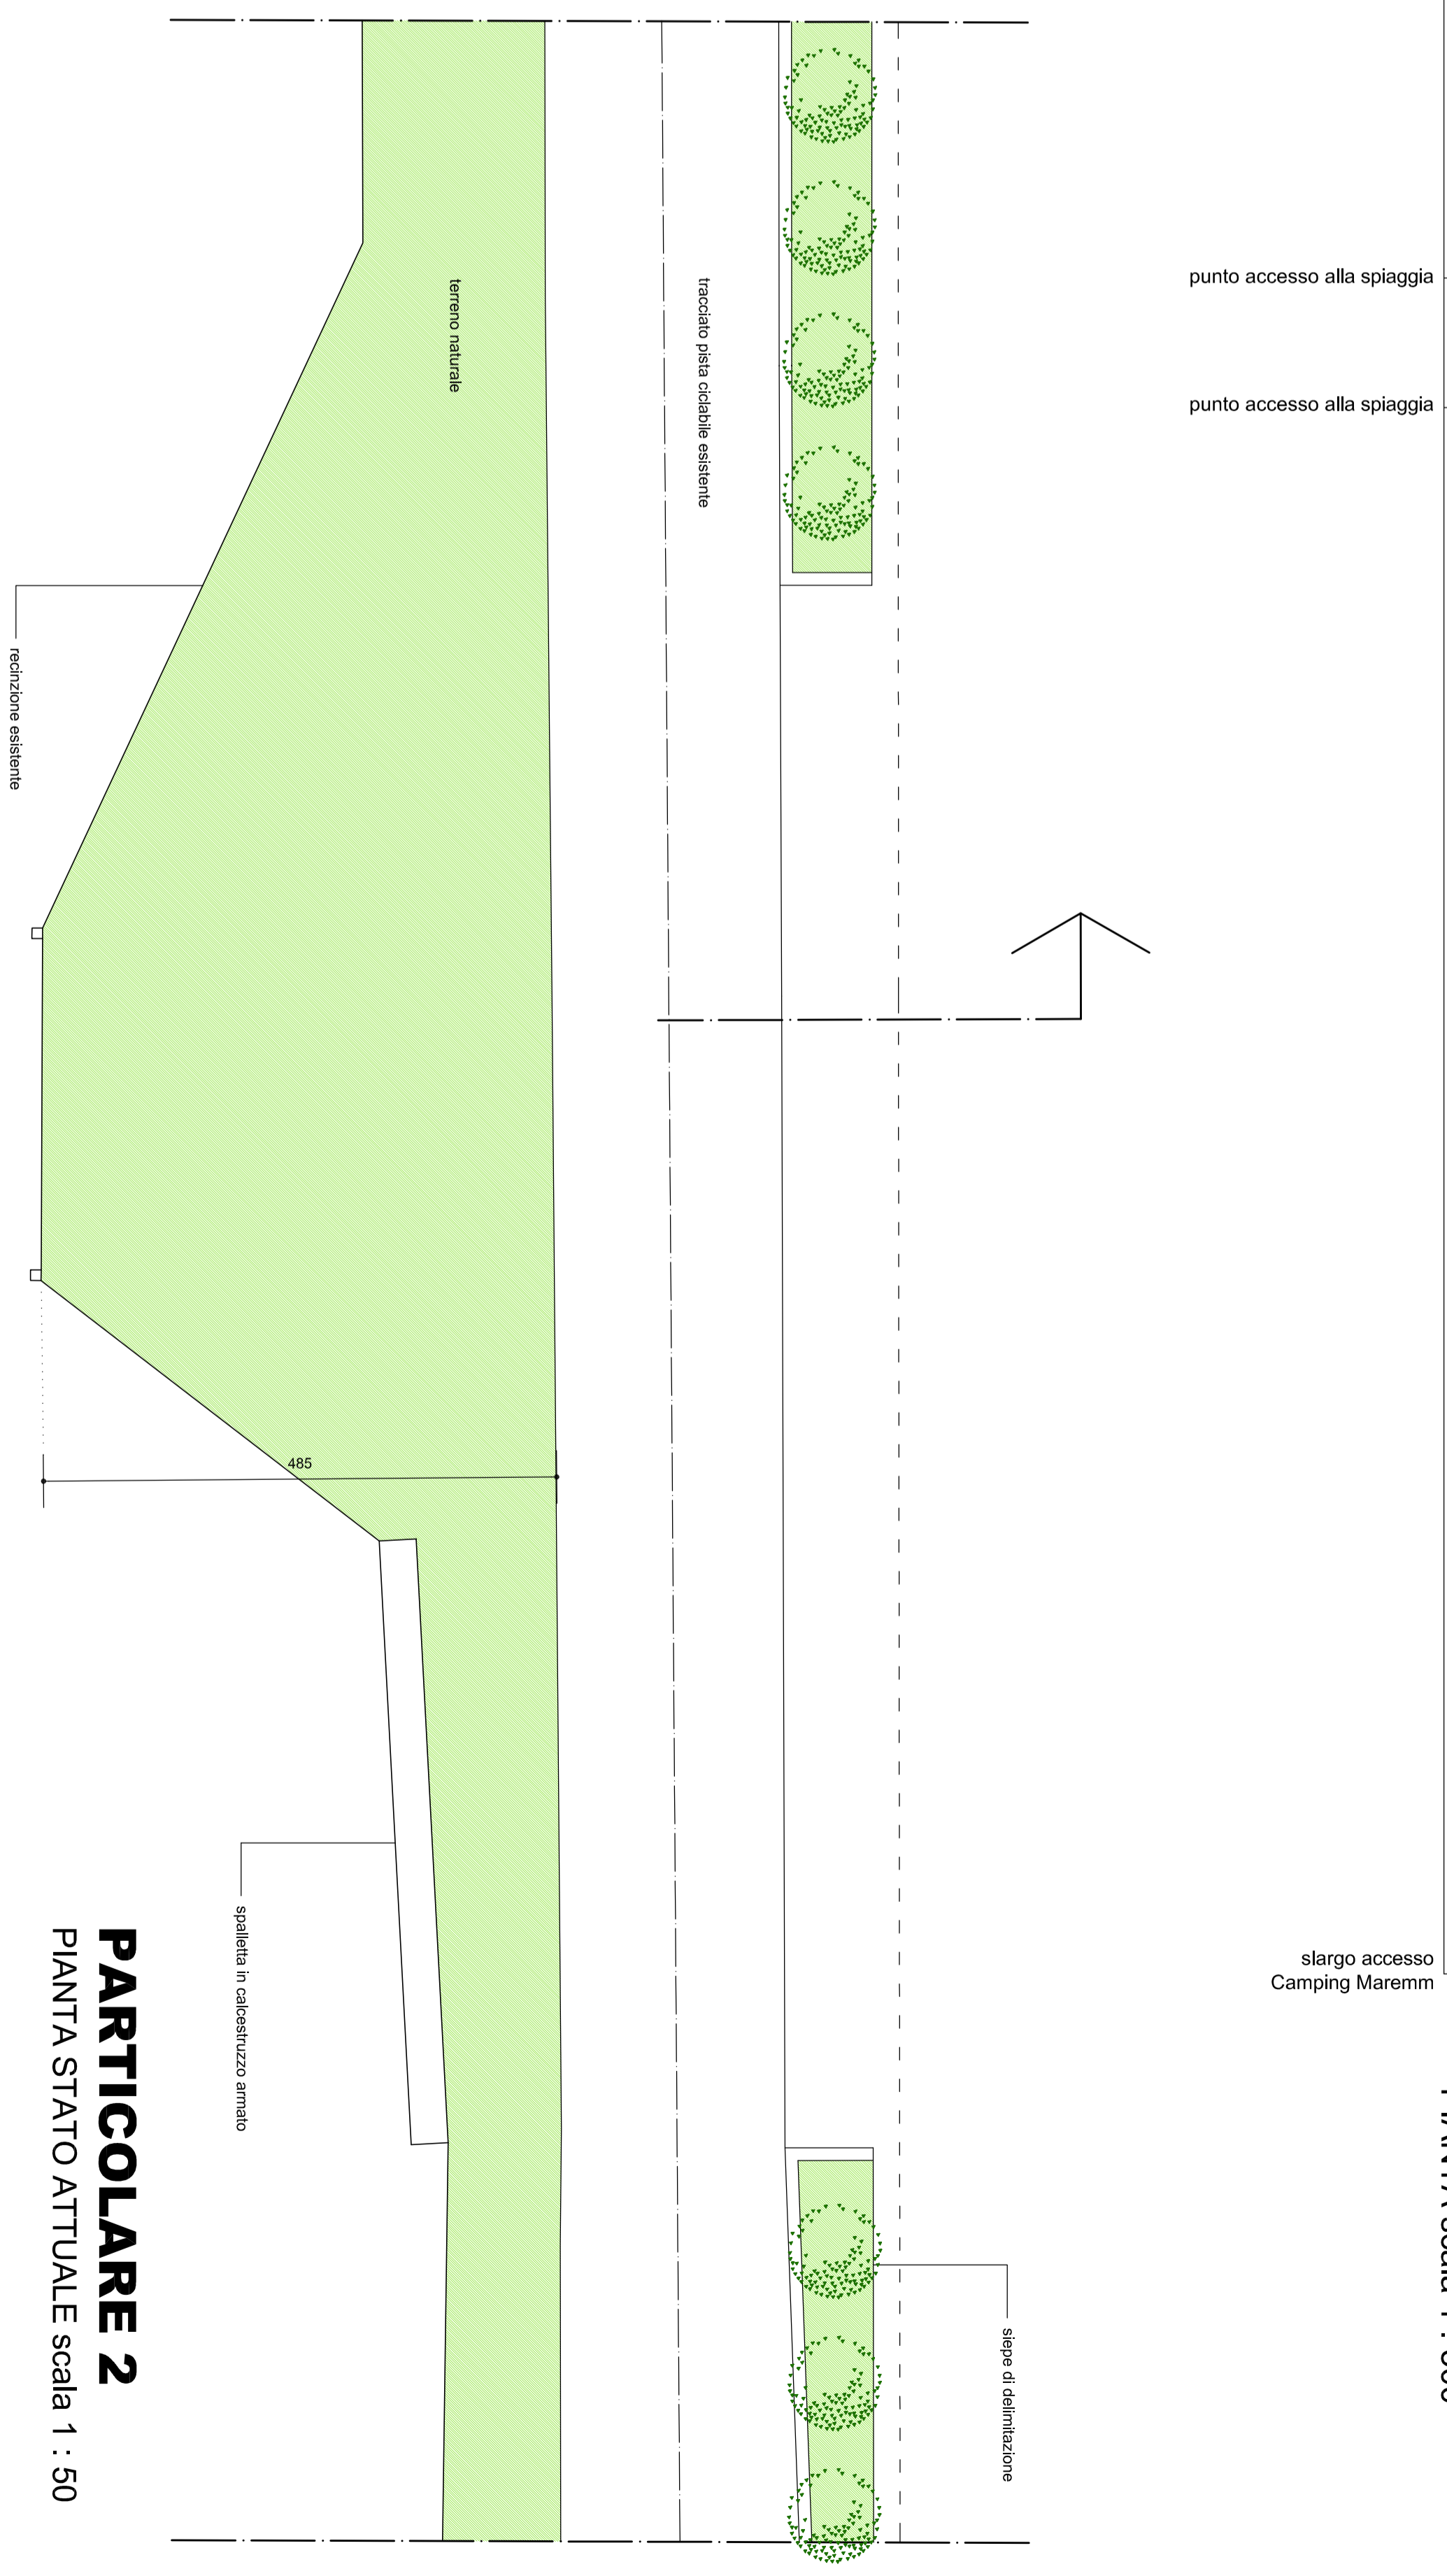 terreno naturale
tracciato pista ciclabile esistente
punto accesso alla spiaggia
punto accesso alla spiaggia
recinzione esistente
485
spalletta in calcestruzzo armato
siepe di delimitazione
slargo accesso
Camping Maremm
PARTICOLARE 2
PIANTA STATO ATTUALE scala 1 : 50